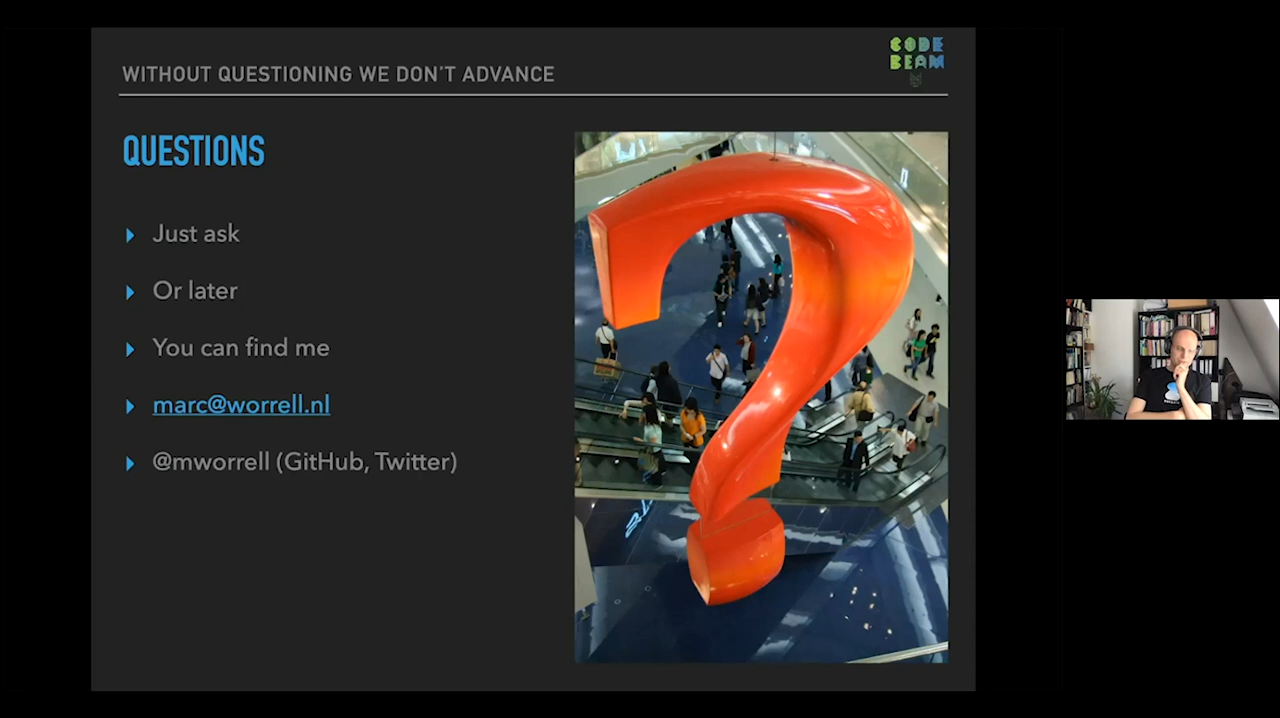 WITHOUT QUESTIONING WE DON'T ADVANCE
CODE
BEAM
QUESTIONS
Just ask
Or later
You can find me
marc@worrell.nl
@mworrell (GitHub, Twitter)